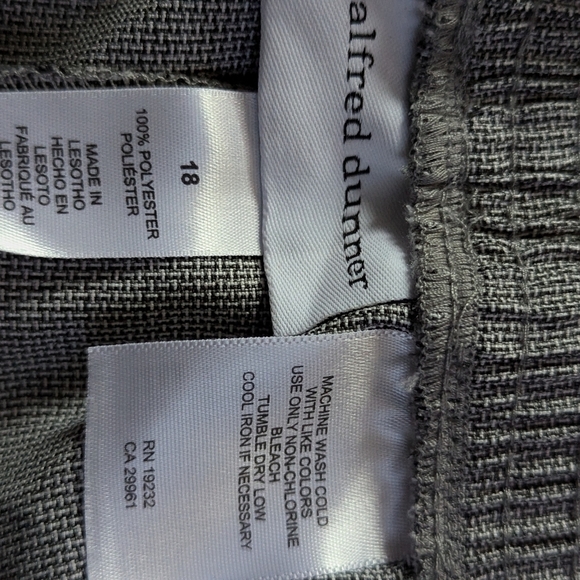 alfred dunner
18
100% POLYESTER
POLIÉSTER
MADE IN
LESOTHO
HECHO EN
LESOTO
FABRIQUÉ AU
LESOTHO
MACHINE WASH COLD
WITH LIKE COLORS
USE ONLY NON-CHLORINE
BLEACH
TUMBLE DRY LOW
COOL IRON IF NECESSARY
RN 19232
CA 29961